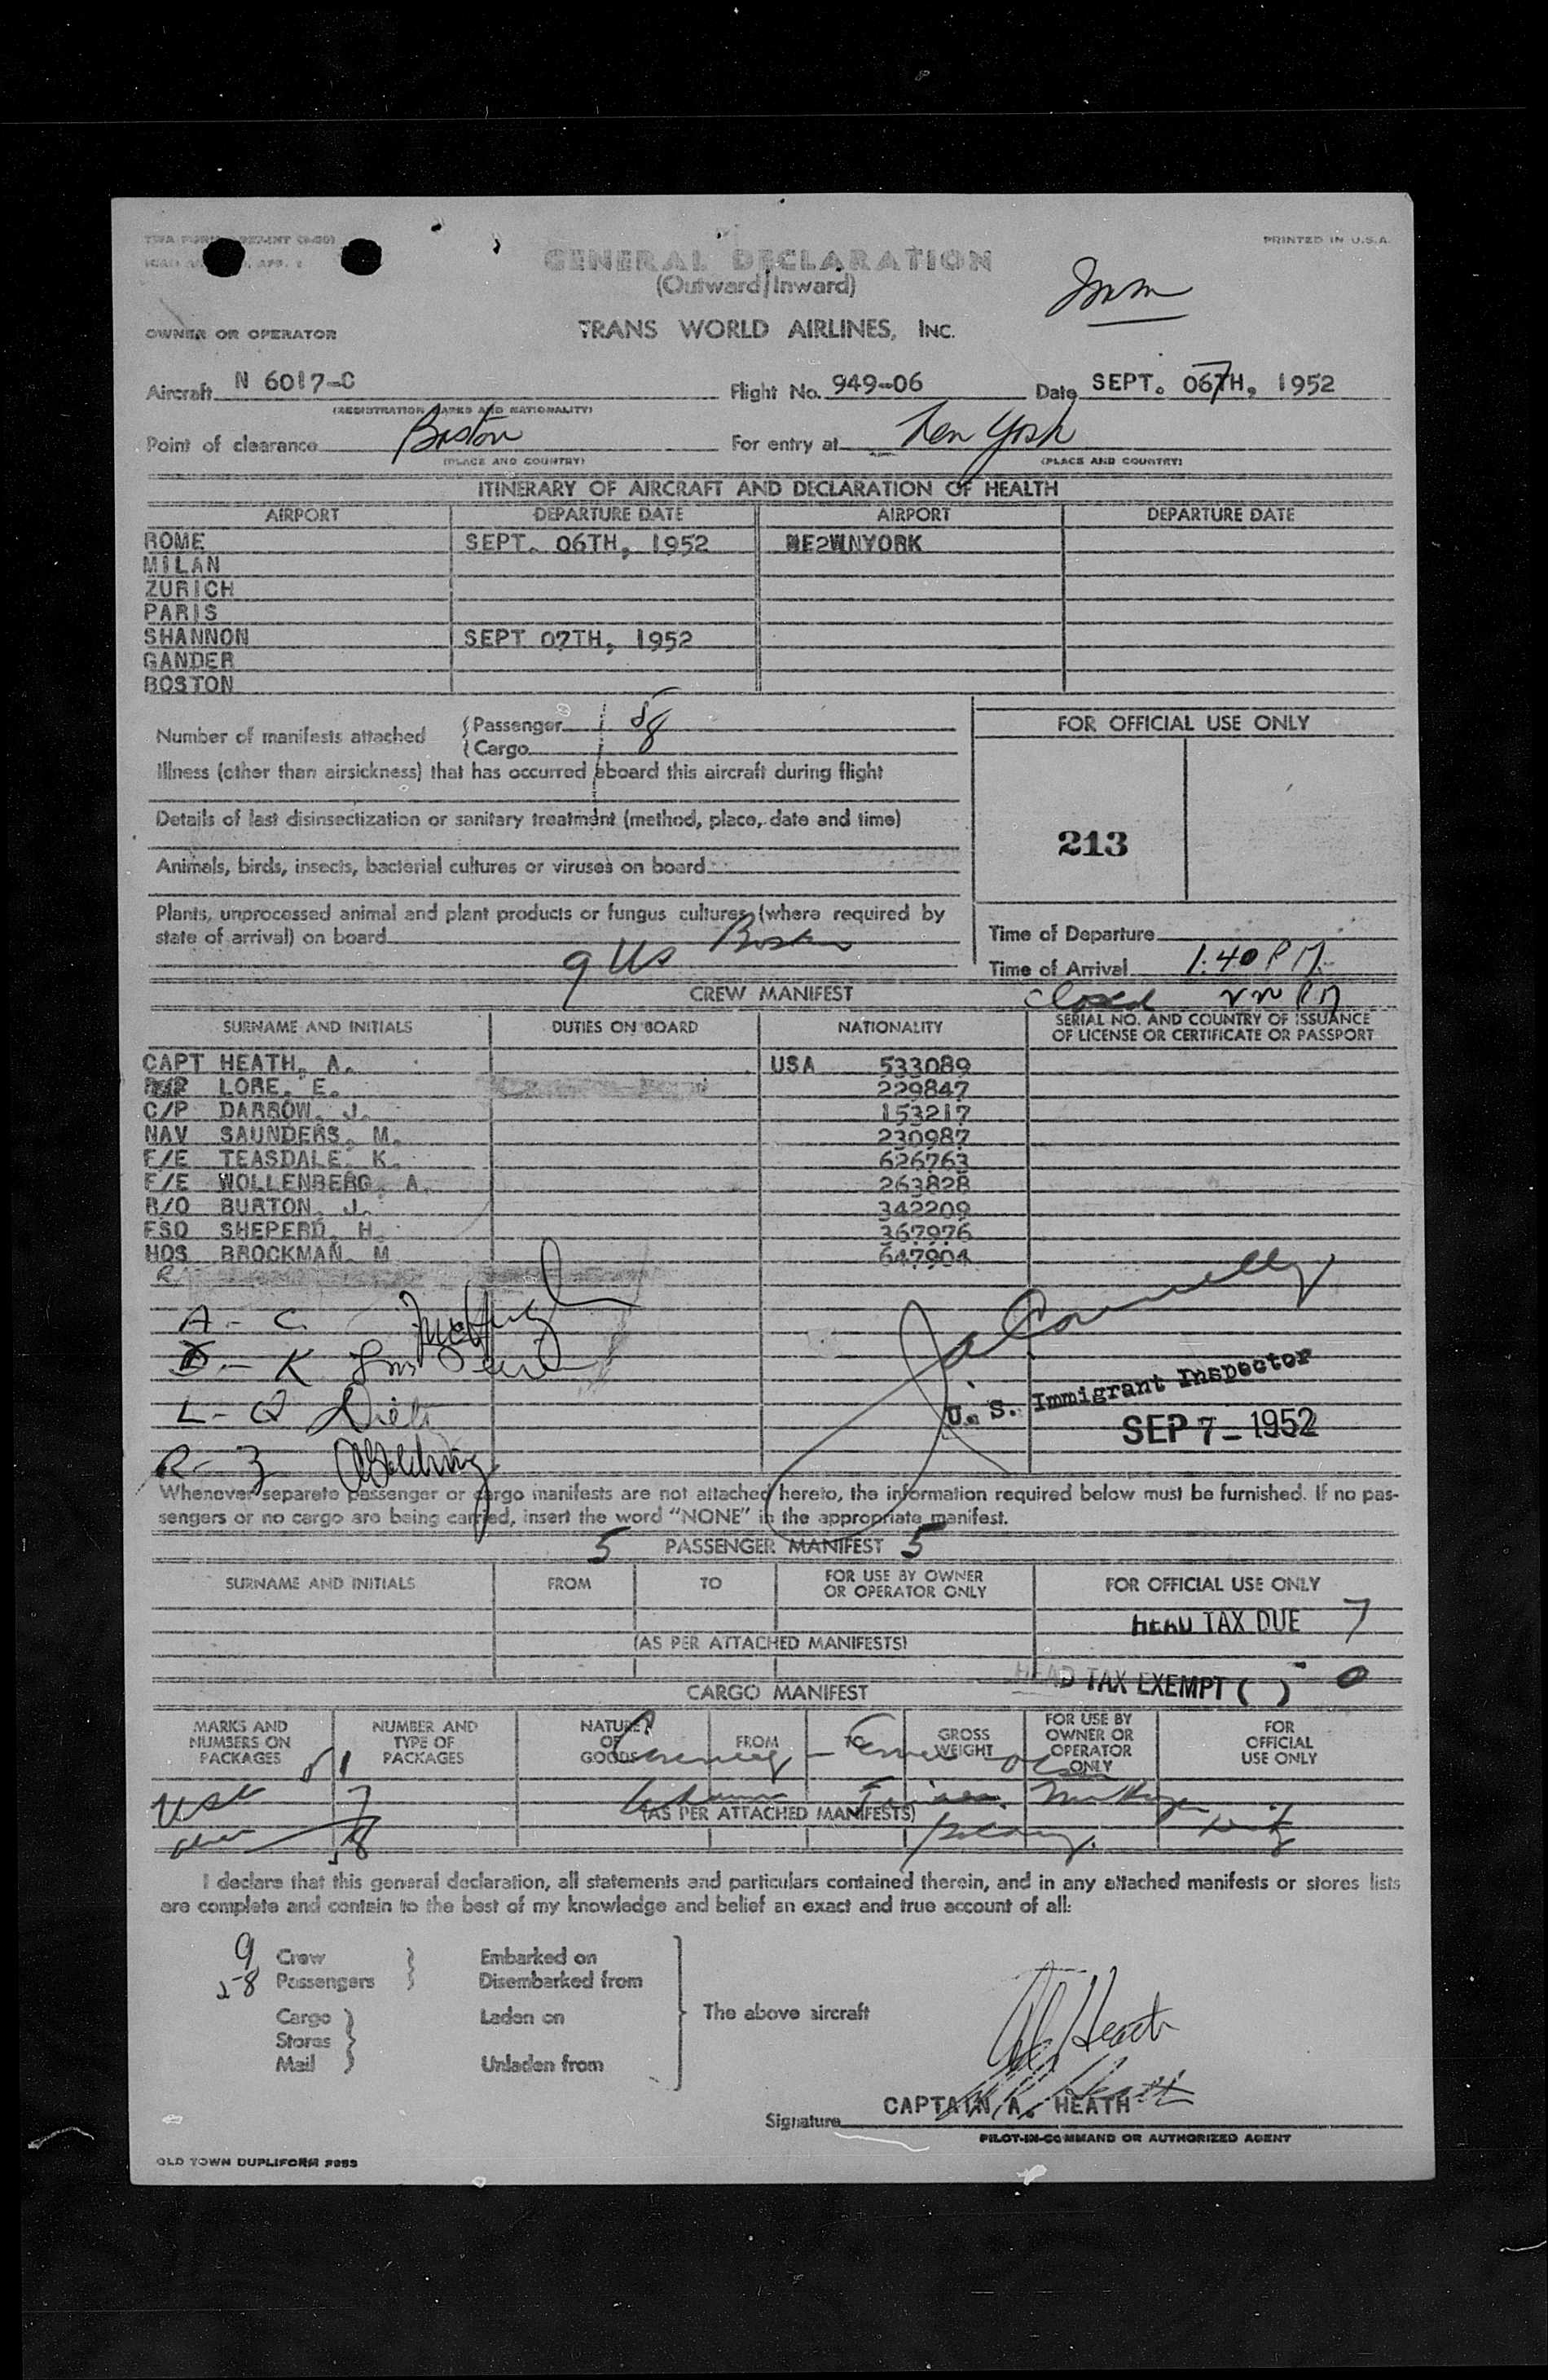 PRINTED IN U.S.A.
GENERAL DECLARATION
(Outward/Inward)
OWNER OR OPERATOR TRANS WORLD AIRLINES, INC.
Aircraft N 6017-C Flight No. 949-06 Date SEPT. 067TH, 1952
(REGISTRATION MARKS AND NATIONALITY)
Point of clearance Boston For entry at New York
(PLACE AND COUNTRY) (PLACE AND COUNTRY)
ITINERARY OF AIRCRAFT AND DECLARATION OF HEALTH
AIRPORT DEPARTURE DATE AIRPORT DEPARTURE DATE
ROME SEPT. 06TH, 1952 NE2WNYORK
MILAN
ZURICH
PARIS
SHANNON SEPT 07TH, 1952
GANDER
BOSTON
Number of manifests attached { Passenger 58
{ Cargo
FOR OFFICIAL USE ONLY
Illness (other than airsickness) that has occurred aboard this aircraft during flight
Details of last disinsectization or sanitary treatment (method, place, date and time)
213
Animals, birds, insects, bacterial cultures or viruses on board
Plants, unprocessed animal and plant products or fungus cultures (where required by
state of arrival) on board
9 US Boston
Time of Departure
Time of Arrival 1:40 PM
CREW MANIFEST closed
SURNAME AND INITIALS DUTIES ON BOARD NATIONALITY SERIAL NO. AND COUNTRY OF ISSUANCE
OF LICENSE OR CERTIFICATE OR PASSPORT
CAPT HEATH, A. USA 533089
LORE, E. 229847
C/P DARROW, J. 153217
NAV SAUNDERS, M. 230987
F/E TEASDALE, K. 626763
F/E WOLLENBERG, A. 263828
R/O BURTON, J. 342209
FSO SHEPERD, H. 367976
HOS BROCKMAN, M 647904
A - C
D - K
L - Q
R - Z
J A Connelly
U. S. Immigrant Inspector
SEP 7 - 1952
Whenever separate passenger or cargo manifests are not attached hereto, the information required below must be furnished. If no pas-
sengers or no cargo are being carried, insert the word "NONE" in the appropriate manifest.
5 PASSENGER MANIFEST 5
SURNAME AND INITIALS FROM TO FOR USE BY OWNER
OR OPERATOR ONLY FOR OFFICIAL USE ONLY
HEAD TAX DUE 7
(AS PER ATTACHED MANIFESTS)
HEAD TAX EXEMPT ( ) 0
CARGO MANIFEST
MARKS AND
NUMBERS ON
PACKAGES
NUMBER AND
TYPE OF
PACKAGES
NATURE
OF
GOODS
FROM
GROSS
WEIGHT
FOR USE BY
OWNER OR
OPERATOR
ONLY
FOR
OFFICIAL
USE ONLY
(AS PER ATTACHED MANIFESTS)
I declare that this general declaration, all statements and particulars contained therein, and in any attached manifests or stores lists
are complete and contain to the best of my knowledge and belief an exact and true account of all:
9 Crew } Embarked on
58 Passengers } Disembarked from
Cargo } Laden on The above aircraft
Stores }
Mail } Unladen from
Signature CAPTAIN A. HEATH
PILOT-IN-COMMAND OR AUTHORIZED AGENT
OLD TOWN DUPLIFORM